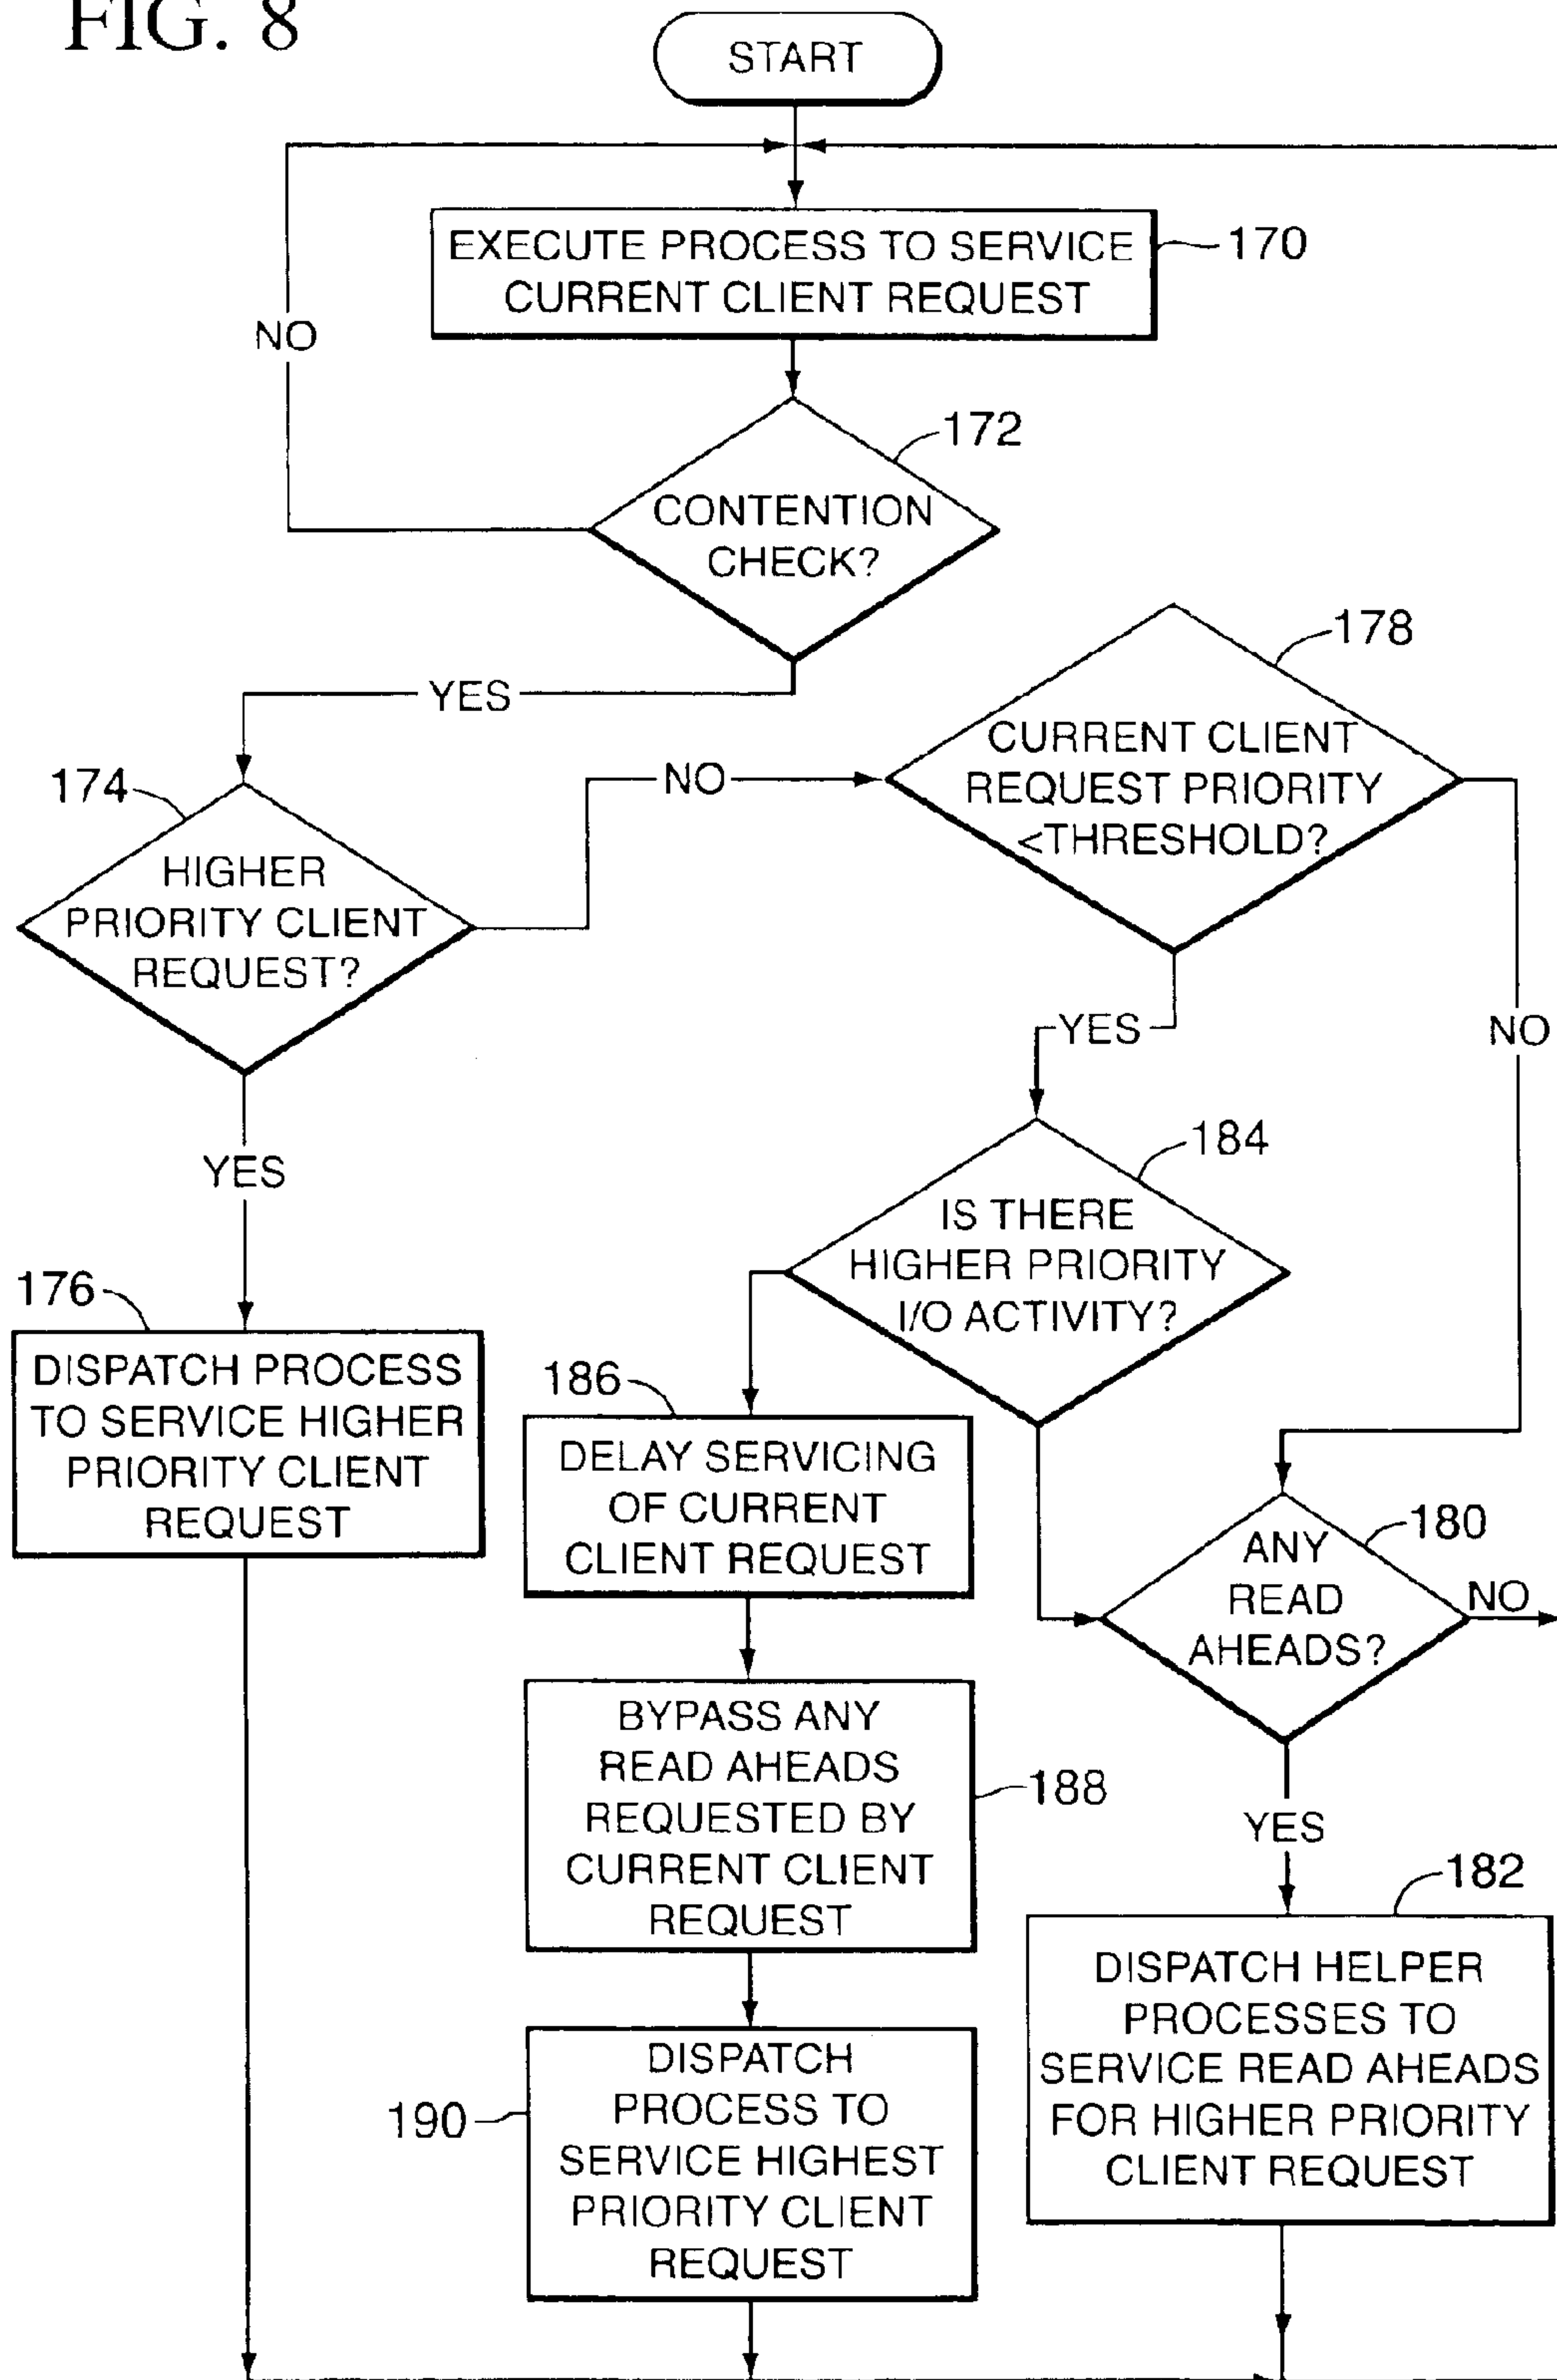 FIG. 8
START
EXECUTE PROCESS TO SERVICE
CURRENT CLIENT REQUEST
170
NO
172
CONTENTION
CHECK?
YES
178
CURRENT CLIENT
REQUEST PRIORITY
<THRESHOLD?
NO
174
HIGHER
PRIORITY CLIENT
REQUEST?
YES
NO
YES
184
IS THERE
HIGHER PRIORITY
I/O ACTIVITY?
176
DISPATCH PROCESS
TO SERVICE HIGHER
PRIORITY CLIENT
REQUEST
186
DELAY SERVICING
OF CURRENT
CLIENT REQUEST
180
ANY
READ
AHEADS?
NO
BYPASS ANY
READ AHEADS
REQUESTED BY
CURRENT CLIENT
REQUEST
188
YES
182
DISPATCH HELPER
PROCESSES TO
SERVICE READ AHEADS
FOR HIGHER PRIORITY
CLIENT REQUEST
190
DISPATCH
PROCESS TO
SERVICE HIGHEST
PRIORITY CLIENT
REQUEST